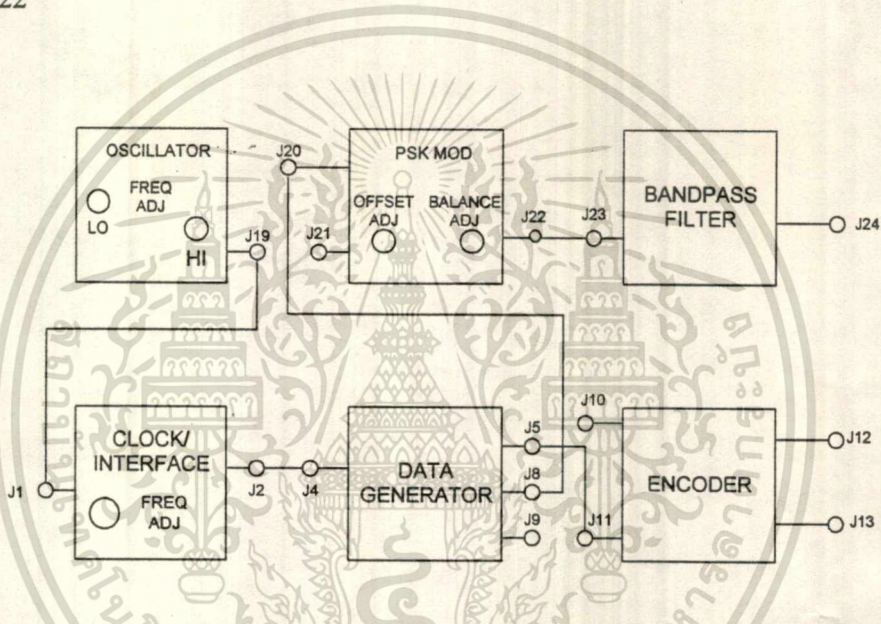 22
OSCILLATOR
FREQ
ADJ
LO
HI
J19
J20
J21
PSK MOD
OFFSET
ADJ
BALANCE
ADJ
J22
J23
BANDPASS
FILTER
J24
J1
CLOCK/
INTERFACE
FREQ
ADJ
J2
J4
DATA
GENERATOR
J5
J8
J9
J10
J11
ENCODER
J12
J13